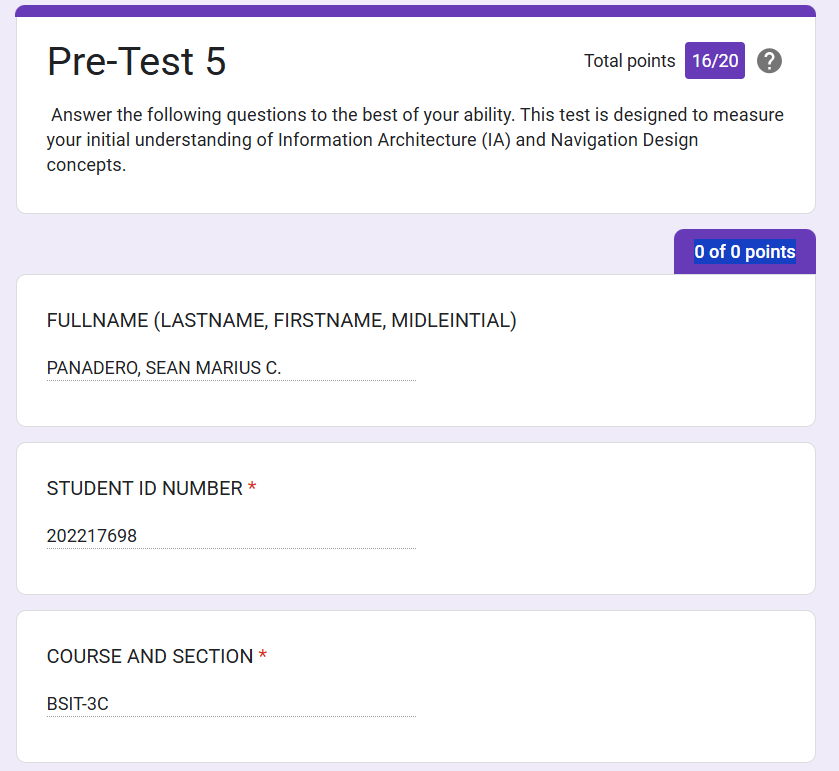 Pre-Test 5
Total points 16/20 ?
Answer the following questions to the best of your ability. This test is designed to measure
your initial understanding of Information Architecture (IA) and Navigation Design
concepts.
0 of 0 points
FULLNAME (LASTNAME, FIRSTNAME, MIDLEINTIAL)
PANADERO, SEAN MARIUS C.
STUDENT ID NUMBER *
202217698
COURSE AND SECTION *
BSIT-3C